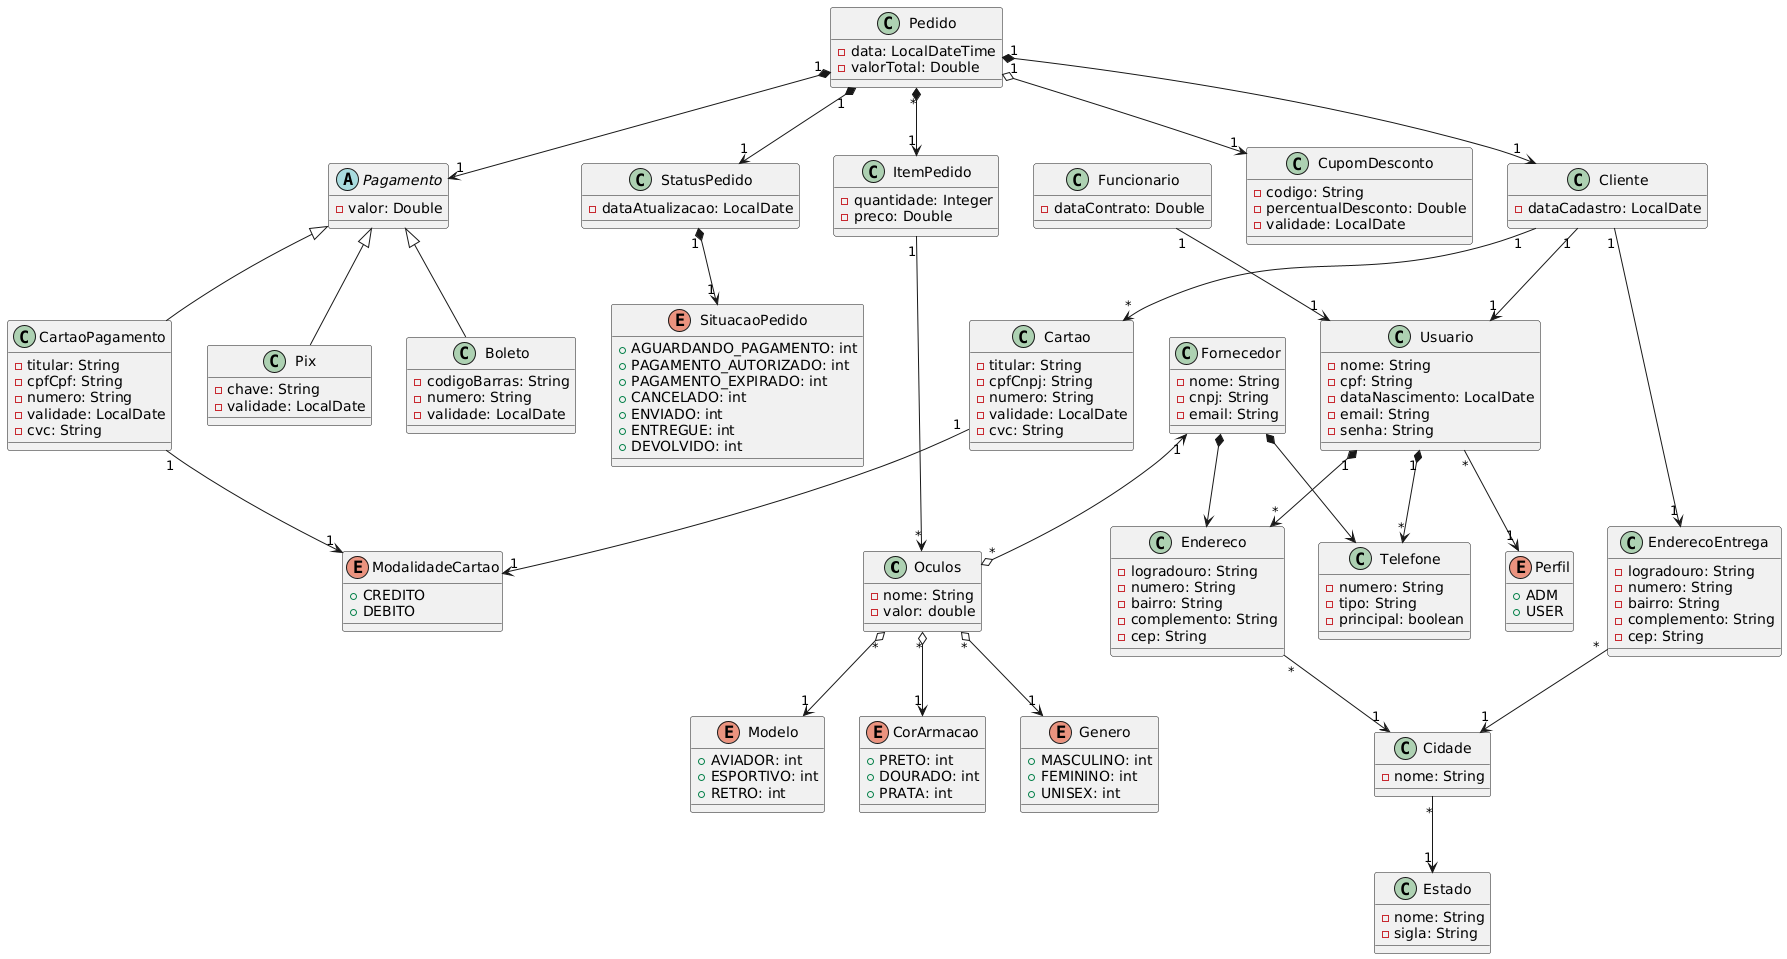 C Pedido
data: LocalDateTime
valorTotal: Double
1
1
1
1
*
1
1
1
1
1
A Pagamento
valor: Double
C StatusPedido
dataAtualizacao: LocalDate
C ItemPedido
quantidade: Integer
preco: Double
C Funcionario
dataContrato: Double
C CupomDesconto
codigo: String
percentualDesconto: Double
validade: LocalDate
C Cliente
dataCadastro: LocalDate
1
1
1
1
1
1
1
*
1
1
C CartaoPagamento
titular: String
cpfCpf: String
numero: String
validade: LocalDate
cvc: String
C Pix
chave: String
validade: LocalDate
C Boleto
codigoBarras: String
numero: String
validade: LocalDate
E SituacaoPedido
AGUARDANDO_PAGAMENTO: int
PAGAMENTO_AUTORIZADO: int
PAGAMENTO_EXPIRADO: int
CANCELADO: int
ENVIADO: int
ENTREGUE: int
DEVOLVIDO: int
C Cartao
titular: String
cpfCnpj: String
numero: String
validade: LocalDate
cvc: String
C Fornecedor
nome: String
cnpj: String
email: String
C Usuario
nome: String
cpf: String
dataNascimento: LocalDate
email: String
senha: String
1
1
1
1
1
*
*
*
1
1
*
*
*
1
1
E ModalidadeCartao
CREDITO
DEBITO
C Oculos
nome: String
valor: double
C Endereco
logradouro: String
numero: String
bairro: String
complemento: String
cep: String
C Telefone
numero: String
tipo: String
principal: boolean
E Perfil
ADM
USER
C EnderecoEntrega
logradouro: String
numero: String
bairro: String
complemento: String
cep: String
*
*
*
*
*
1
1
1
1
1
E Modelo
AVIADOR: int
ESPORTIVO: int
RETRO: int
E CorArmacao
PRETO: int
DOURADO: int
PRATA: int
E Genero
MASCULINO: int
FEMININO: int
UNISEX: int
C Cidade
nome: String
*
1
C Estado
nome: String
sigla: String